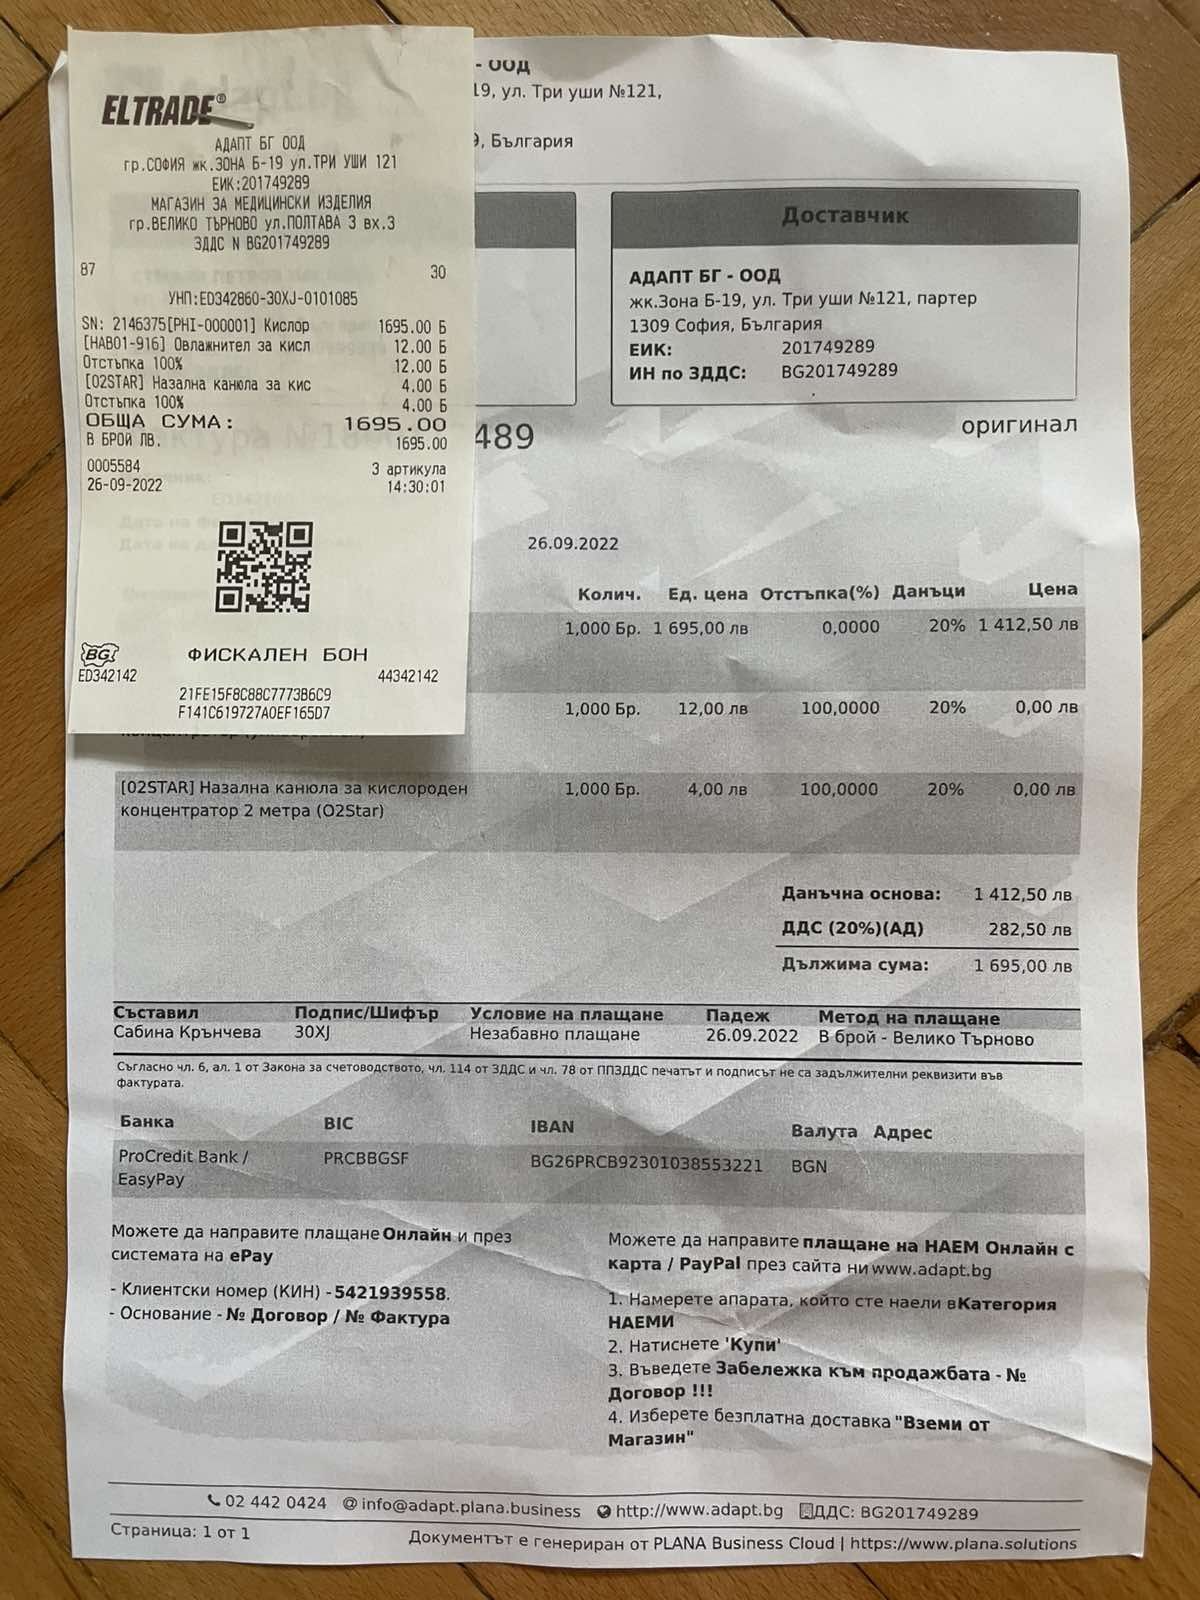 ELTRADE®
АДАПТ БГ ООД
гр.СОФИЯ жк.ЗОНА Б-19 ул.ТРИ УШИ 121
ЕИК:201749289
МАГАЗИН ЗА МЕДИЦИНСКИ ИЗДЕЛИЯ
гр.ВЕЛИКО ТЪРНОВО ул.ПОЛТАВА 3 вх.3
ЗДДС N BG201749289
87 30
УНП:ED342860-30XJ-0101085
SN: 2146375[PHI-000001] Кислор 1695.00 Б
[HAB01-916] Овлажнител за кисл 12.00 Б
Отстъпка 100% 12.00 Б
[02STAR] Назална канюла за кис 4.00 Б
Отстъпка 100% 4.00 Б
ОБЩА СУМА: 1695.00
В БРОЙ ЛВ. 1695.00
0005584 3 артикула
26-09-2022 14:30:01
BG ФИСКАЛЕН БОН
ED342142 44342142
21FE15F8C88C7773B6C9
F141C619727A0EF165D7
- ООД
19, ул. Три уши №121,
9, България
Доставчик
АДАПТ БГ - ООД
жк.Зона Б-19, ул. Три уши №121, партер
1309 София, България
ЕИК: 201749289
ИН по ЗДДС: BG201749289
489 оригинал
26.09.2022
Колич. Ед. цена Отстъпка(%) Данъци Цена
1,000 Бр. 1 695,00 лв 0,0000 20% 1 412,50 лв
1,000 Бр. 12,00 лв 100,0000 20% 0,00 лв
[02STAR] Назална канюла за кислороден 1,000 Бр. 4,00 лв 100,0000 20% 0,00 лв
концентратор 2 метра (O2Star)
Данъчна основа: 1 412,50 лв
ДДС (20%)(АД) 282,50 лв
Дължима сума: 1 695,00 лв
Съставил Подпис/Шифър Условие на плащане Падеж Метод на плащане
Сабина Крънчева 30XJ Незабавно плащане 26.09.2022 В брой - Велико Търново
Съгласно чл. 6, ал. 1 от Закона за счетоводството, чл. 114 от ЗДДС и чл. 78 от ППЗДДС печатът и подписът не са задължителни реквизити във
фактурата.
Банка BIC IBAN Валута Адрес
ProCredit Bank / PRCBBGSF BG26PRCB92301038553221 BGN
EasyPay
Можете да направите плащане Онлайн и през
системата на ePay
- Клиентски номер (КИН) - 5421939558.
- Основание - № Договор / № Фактура
Можете да направите плащане на НАЕМ Онлайн с
карта / PayPal през сайта ни www.adapt.bg
1. Намерете апарата, който сте наели в Категория
НАЕМИ
2. Натиснете 'Купи'
3. Въведете Забележка към продажбата - №
Договор !!!
4. Изберете безплатна доставка "Вземи от
Магазин"
02 442 0424 @ info@adapt.plana.business http://www.adapt.bg ДДС: BG201749289
Страница: 1 от 1 Документът е генериран от PLANA Business Cloud | https://www.plana.solutions